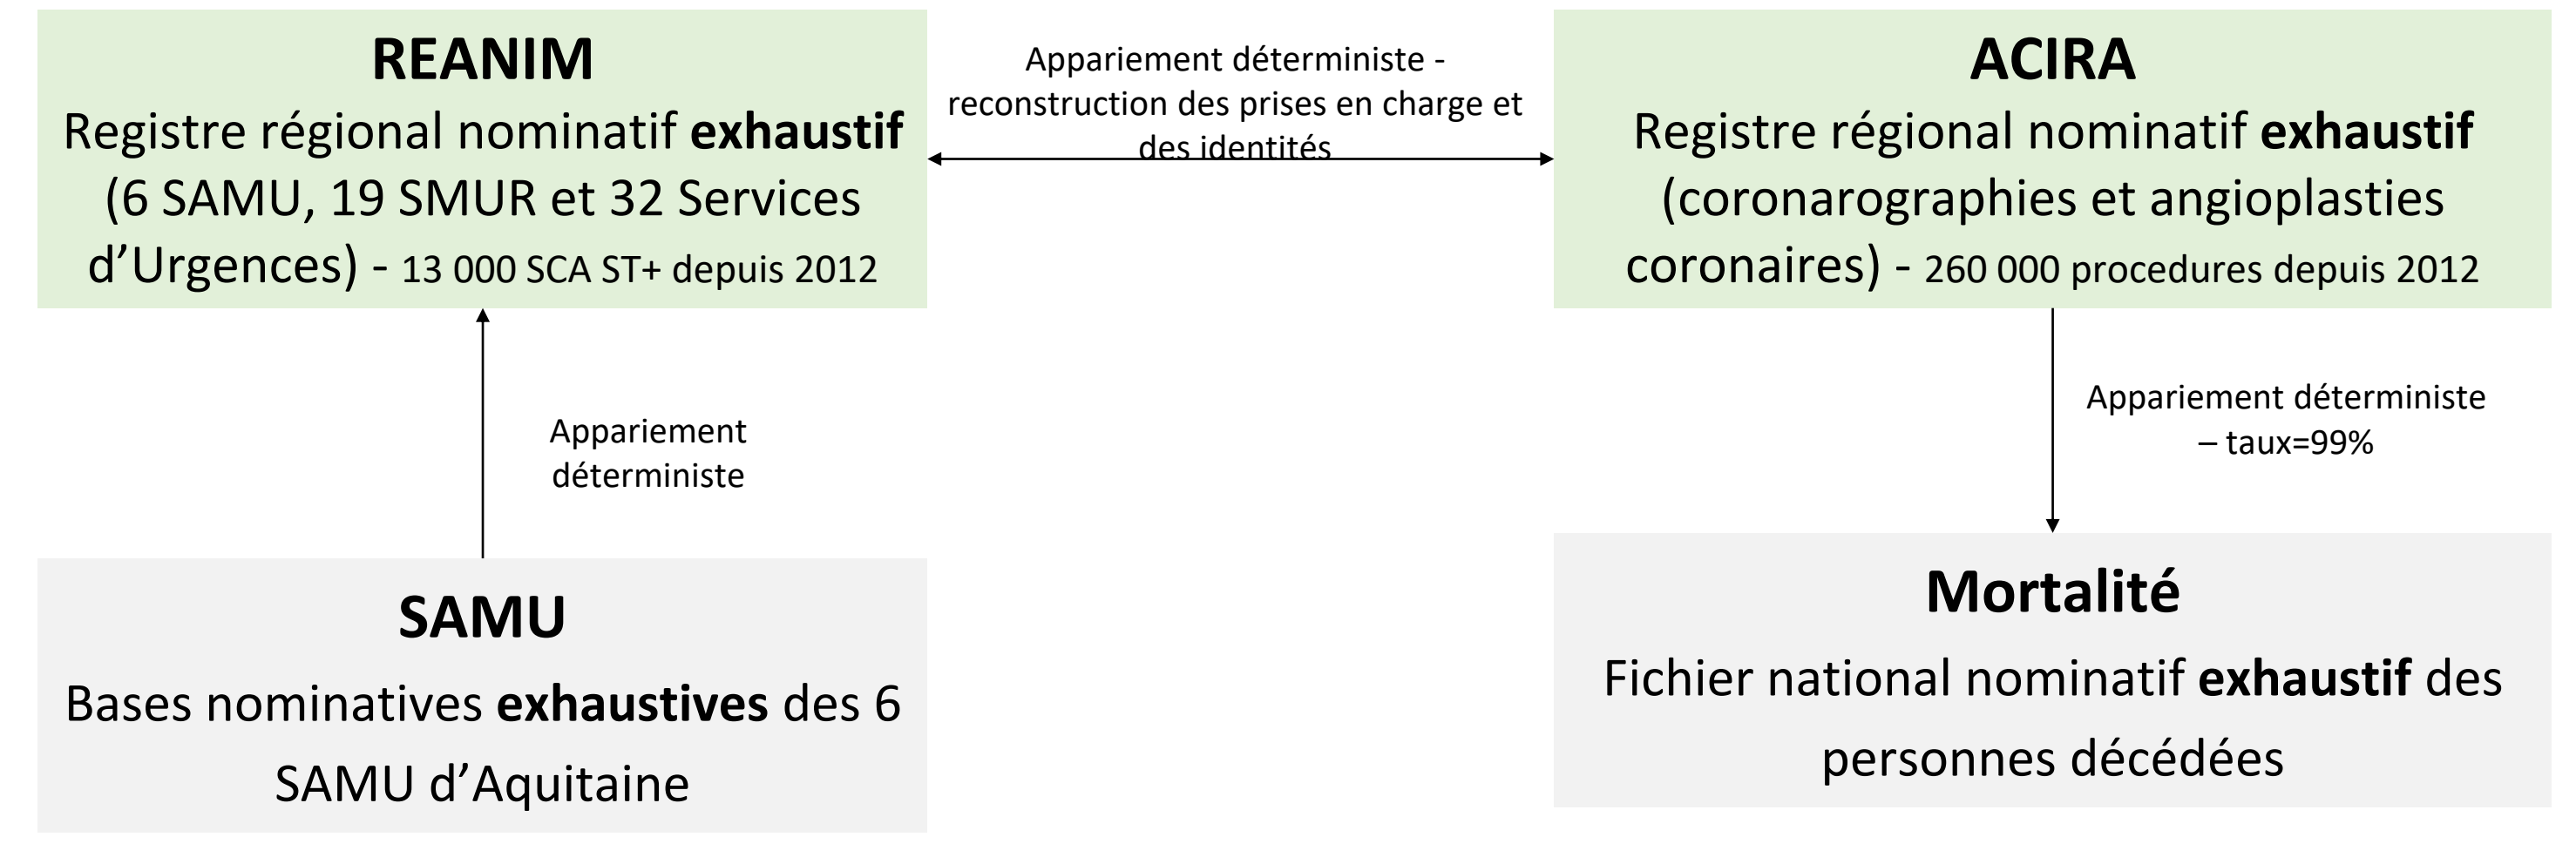 REANIM
Registre régional nominatif exhaustif
(6 SAMU, 19 SMUR et 32 Services
d’Urgences) - 13 000 SCA ST+ depuis 2012
Appariement déterministe -
reconstruction des prises en charge et
des identités
ACIRA
Registre régional nominatif exhaustif
(coronarographies et angioplasties
coronaires) - 260 000 procedures depuis 2012
Appariement
déterministe
Appariement déterministe
– taux=99%
SAMU
Bases nominatives exhaustives des 6
SAMU d’Aquitaine
Mortalité
Fichier national nominatif exhaustif des
personnes décédées